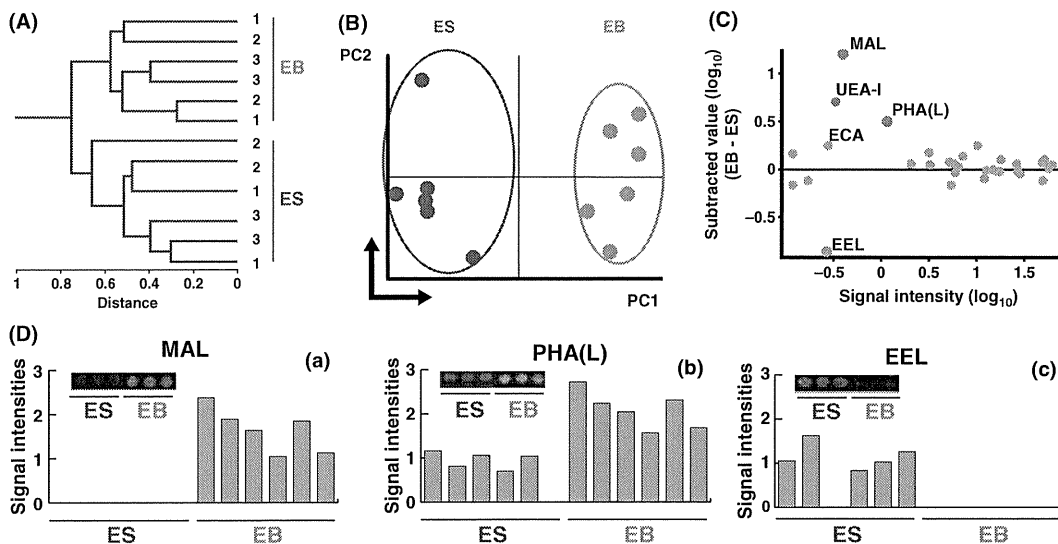 (A)
1
2
3
3
2
1
EB
2
2
1
3
3
1
ES
1 0.8 0.6 0.4 0.2 0
Distance
(B)
ES EB
PC2
PC1
(C)
Subtracted value (log10)
(EB - ES)
1.0
0.5
0
−0.5
MAL
UEA-I
PHA(L)
ECA
EEL
−0.5 0 0.5 1 1.5
Signal intensity (log10)
(D)
MAL
(a)
Signal intensities
3
2
1
0
ES EB
ES EB
PHA(L)
(b)
Signal intensities
3
2
1
0
ES EB
ES EB
EEL
(c)
Signal intensities
3
2
1
0
ES EB
ES EB